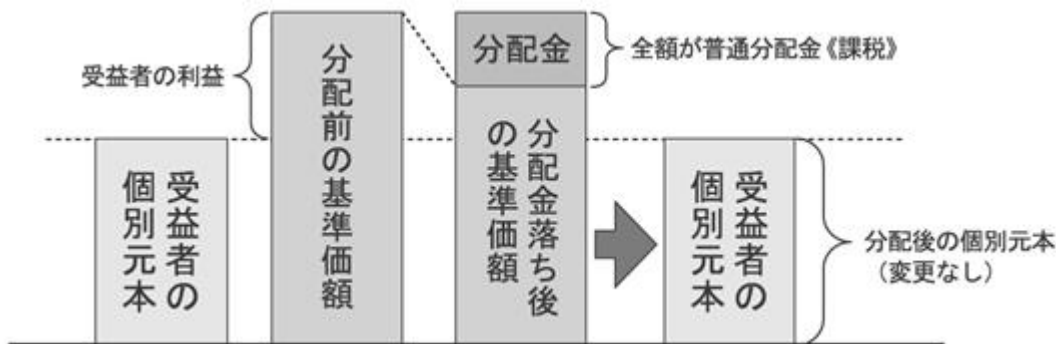 受益者の利益
分配前の基準価額
分配金
全額が普通分配金《課税》
受益者の
個別元本
分配金落ち後
の基準価額
受益者の
個別元本
分配後の個別元本
（変更なし）